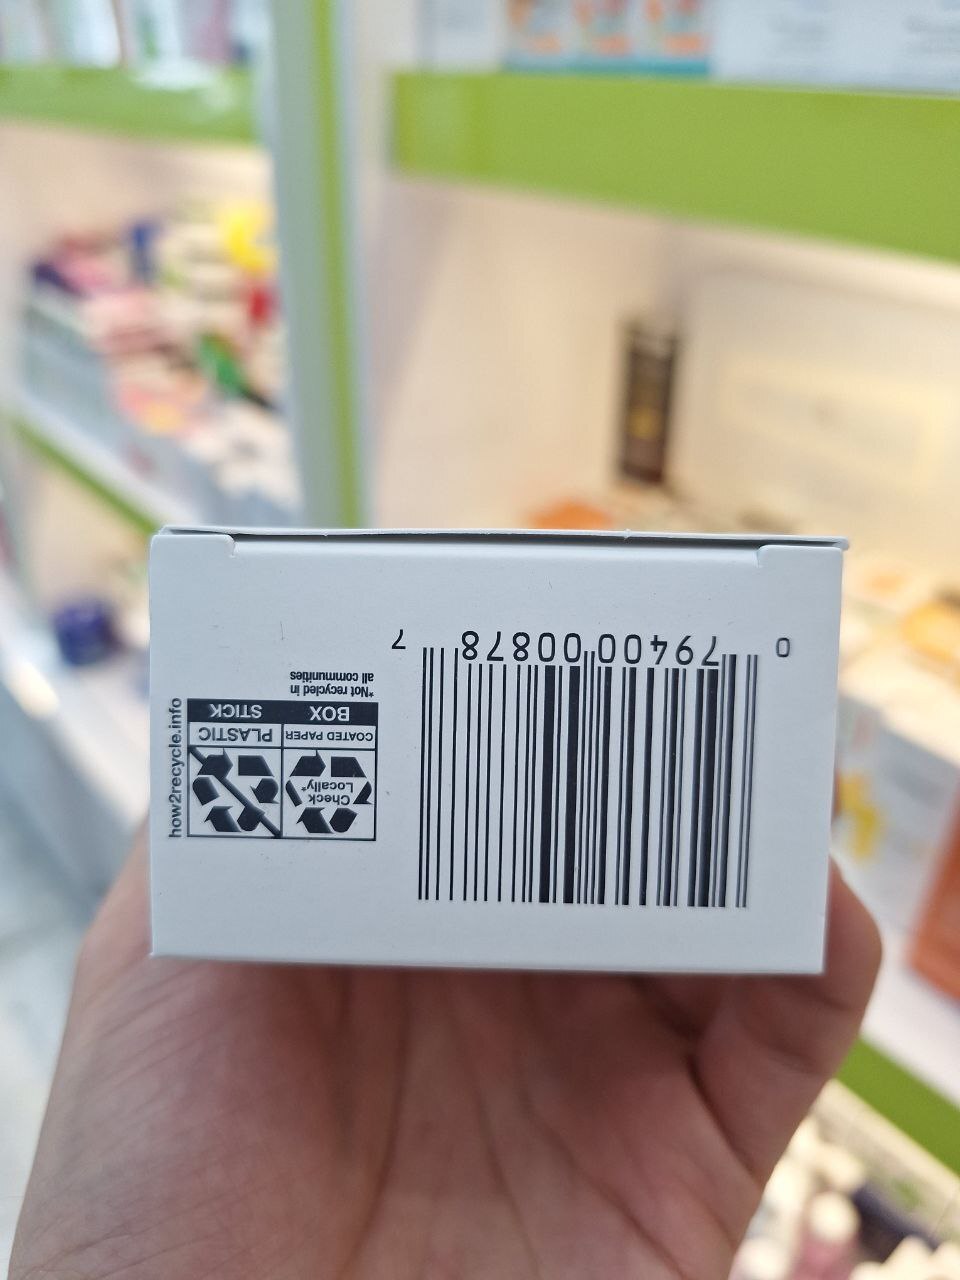 0 79400 00878 7
Check
Locally*
COATED PAPER PLASTIC
BOX STICK
*Not recycled in
all communities
how2recycle.info